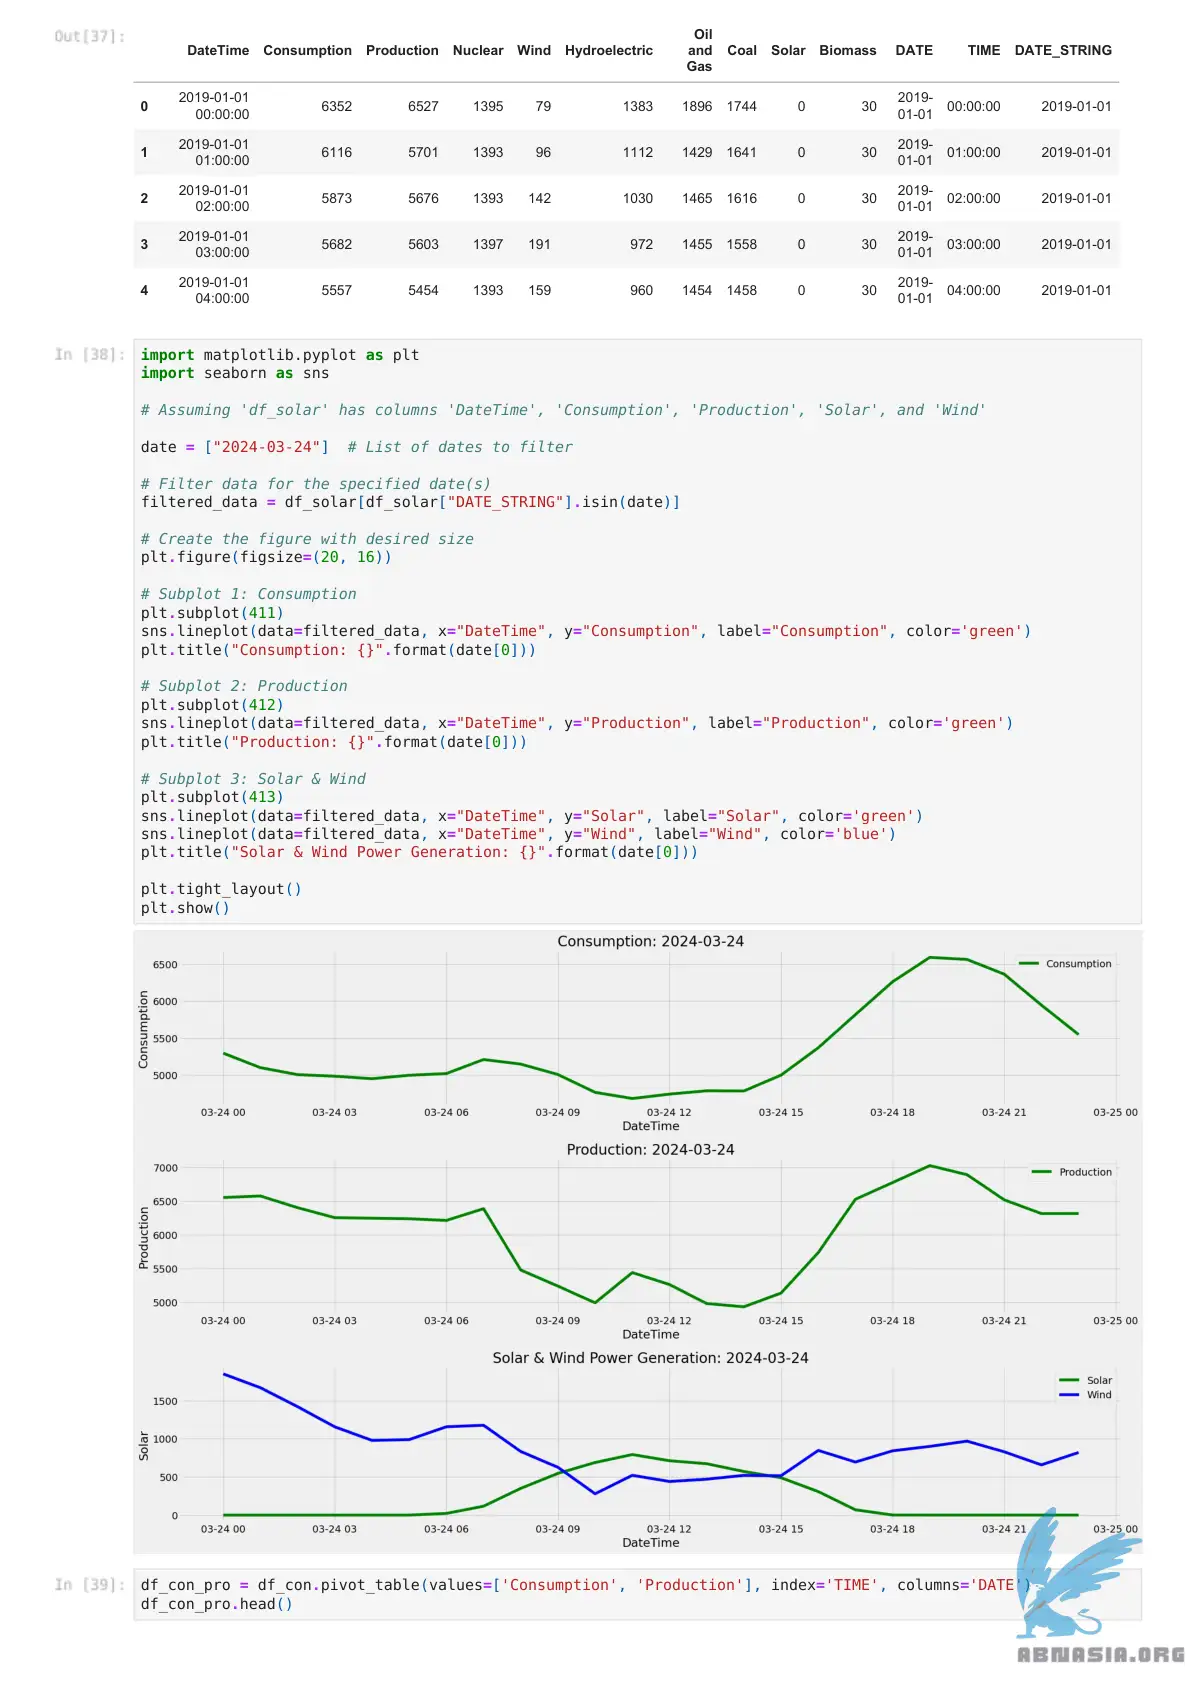 Out[37]:
DateTime Consumption Production Nuclear Wind Hydroelectric Oil and Gas Coal Solar Biomass DATE TIME DATE_STRING
0 2019-01-01 00:00:00 6352 6527 1395 79 1383 1896 1744 0 30 2019-01-01 00:00:00 2019-01-01
1 2019-01-01 01:00:00 6116 5701 1393 96 1112 1429 1641 0 30 2019-01-01 01:00:00 2019-01-01
2 2019-01-01 02:00:00 5873 5676 1393 142 1030 1465 1616 0 30 2019-01-01 02:00:00 2019-01-01
3 2019-01-01 03:00:00 5682 5603 1397 191 972 1455 1558 0 30 2019-01-01 03:00:00 2019-01-01
4 2019-01-01 04:00:00 5557 5454 1393 159 960 1454 1458 0 30 2019-01-01 04:00:00 2019-01-01
In [38]:
import matplotlib.pyplot as plt
import seaborn as sns
# Assuming 'df_solar' has columns 'DateTime', 'Consumption', 'Production', 'Solar', and 'Wind'
date = ["2024-03-24"]  # List of dates to filter
# Filter data for the specified date(s)
filtered_data = df_solar[df_solar["DATE_STRING"].isin(date)]
# Create the figure with desired size
plt.figure(figsize=(20, 16))
# Subplot 1: Consumption
plt.subplot(411)
sns.lineplot(data=filtered_data, x="DateTime", y="Consumption", label="Consumption", color='green')
plt.title("Consumption: {}".format(date[0]))
# Subplot 2: Production
plt.subplot(412)
sns.lineplot(data=filtered_data, x="DateTime", y="Production", label="Production", color='green')
plt.title("Production: {}".format(date[0]))
# Subplot 3: Solar & Wind
plt.subplot(413)
sns.lineplot(data=filtered_data, x="DateTime", y="Solar", label="Solar", color='green')
sns.lineplot(data=filtered_data, x="DateTime", y="Wind", label="Wind", color='blue')
plt.title("Solar & Wind Power Generation: {}".format(date[0]))
plt.tight_layout()
plt.show()
Consumption: 2024-03-24
Consumption
6500
6000
5500
5000
Consumption
03-24 00 03-24 03 03-24 06 03-24 09 03-24 12 03-24 15 03-24 18 03-24 21 03-25 00
DateTime
Production: 2024-03-24
Production
7000
6500
6000
5500
5000
Production
03-24 00 03-24 03 03-24 06 03-24 09 03-24 12 03-24 15 03-24 18 03-24 21 03-25 00
DateTime
Solar & Wind Power Generation: 2024-03-24
Solar
Wind
1500
1000
500
0
Solar
03-24 00 03-24 03 03-24 06 03-24 09 03-24 12 03-24 15 03-24 18 03-24 21 03-25 00
DateTime
In [39]:
df_con_pro = df_con.pivot_table(values=['Consumption', 'Production'], index='TIME', columns='DATE')
df_con_pro.head()
ABNASIA.ORG